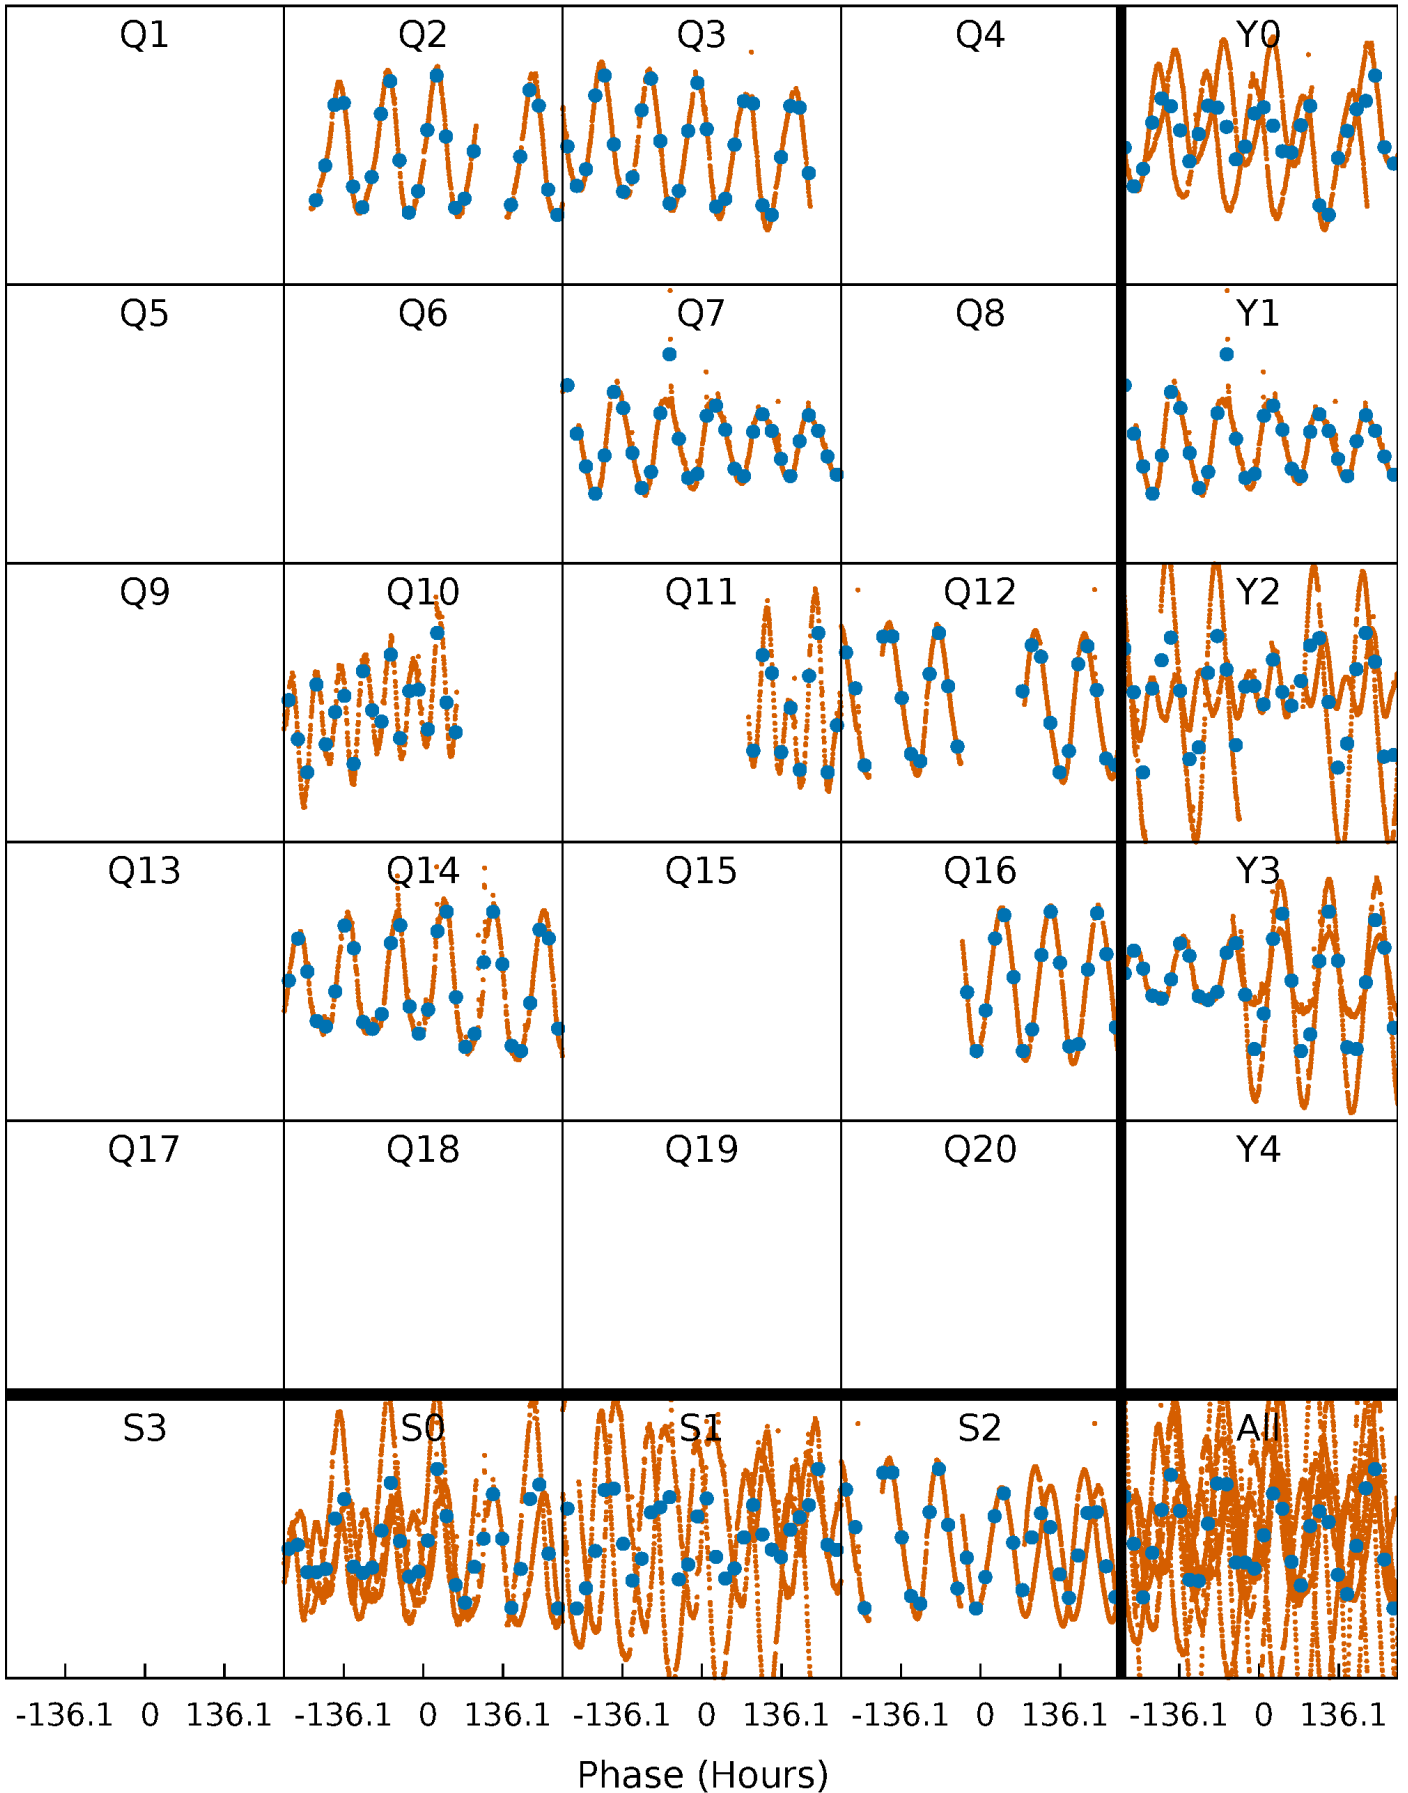 Q1 Q2 Q3 Q4 Y0
Q5 Q6 Q7 Q8 Y1
Q9 Q10 Q11 Q12 Y2
Q13 Q14 Q15 Q16 Y3
Q17 Q18 Q19 Q20 Y4
S3 S0 S1 S2 All
-136.1 0 136.1 -136.1 0 136.1 -136.1 0 136.1 -136.1 0 136.1 -136.1 0 136.1
Phase (Hours)